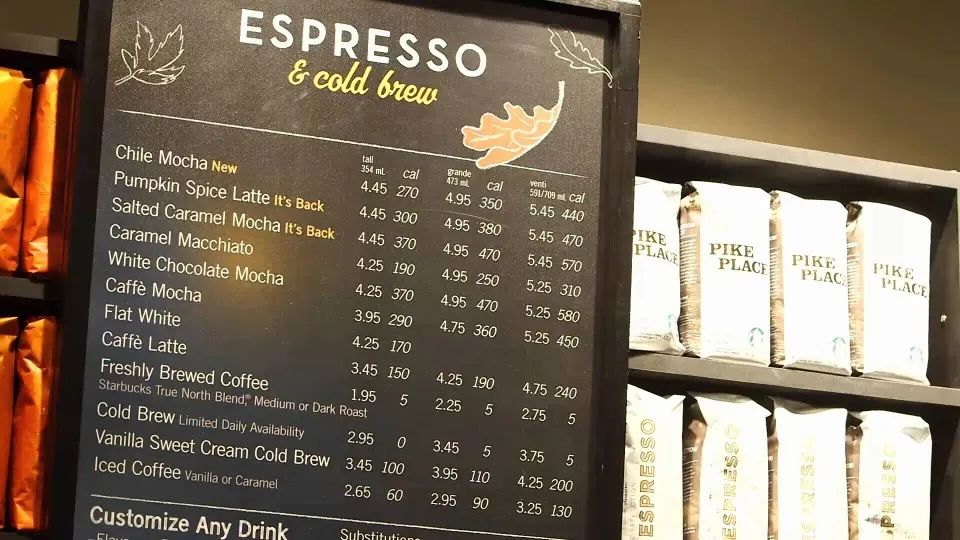 ESPRESSO
& cold brew
tall cal grande cal venti cal
354 mL 473 mL 591/709 mL
Chile Mocha New 4.45 270 4.95 350 5.45 440
Pumpkin Spice Latte It's Back 4.45 300 4.95 380 5.45 470
Salted Caramel Mocha It's Back 4.45 370 4.95 470 5.45 570
Caramel Macchiato 4.25 190 4.95 250 5.25 310
White Chocolate Mocha 4.25 370 4.95 470 5.25 580
Caffè Mocha 3.95 290 4.75 360 5.25 450
Flat White 4.25 170
Caffè Latte 3.45 150 4.25 190 4.75 240
Freshly Brewed Coffee 1.95 5 2.25 5 2.75 5
Starbucks True North Blend,® Medium or Dark Roast
Cold Brew Limited Daily Availability 2.95 0 3.45 5 3.75 5
Vanilla Sweet Cream Cold Brew 3.45 100 3.95 110 4.25 200
Iced Coffee Vanilla or Caramel 2.65 60 2.95 90 3.25 130
Customize Any Drink
Substitutions
PIKE
PLACE
PIKE
PLACE
PIKE
PLACE
PIKE
PLACE
ESPRESSO
ESPRESSO
ESPRESSO
ESPRESSO